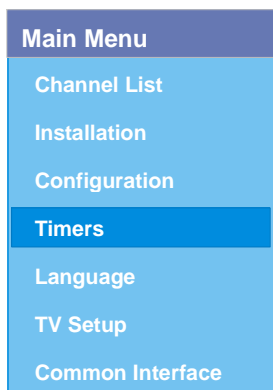 Main Menu
Channel List
Installation
Configuration
Timers
Language
TV Setup
Common Interface